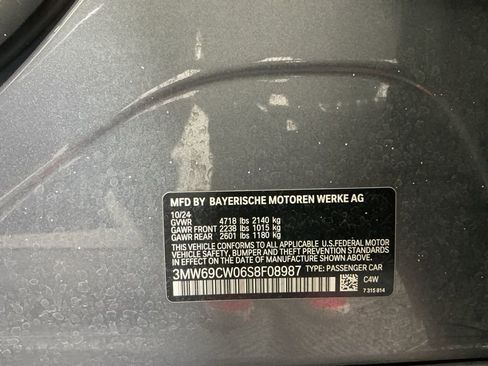 MFD BY BAYERISCHE MOTOREN WERKE AG
10/24
GVWR 4718 lbs 2140 kg
GAWR FRONT 2238 lbs 1015 kg
GAWR REAR 2601 lbs 1180 kg
THIS VEHICLE CONFORMS TO ALL APPLICABLE U.S.FEDERAL MOTOR
VEHICLE SAFETY, BUMPER, AND THEFT PREVENTION STANDARDS
IN EFFECT ON THE DATE OF MANUFACTURE SHOWN ABOVE.
3MW69CW06S8F08987 TYPE: PASSENGER CAR
C4W
7 315 814